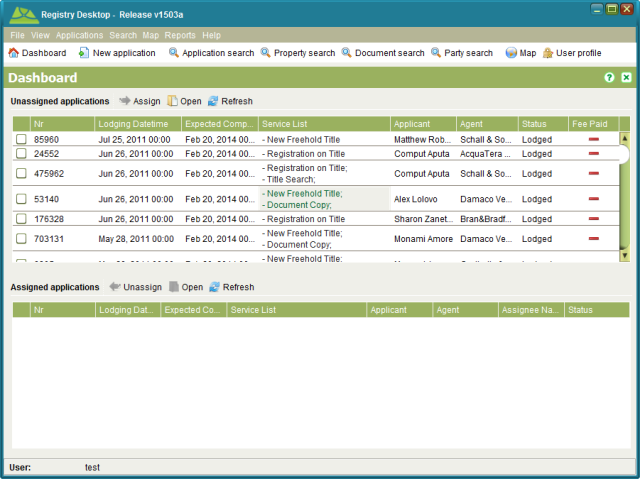 Registry Desktop - Release v1503a
File View Applications Search Map Reports Help
Dashboard New application Application search Property search Document search Party search Map User profile
Dashboard
Unassigned applications Assign Open Refresh
Nr Lodging Datetime Expected Comp... Service List Applicant Agent Status Fee Paid
85960 Jul 25, 2011 00:00 Feb 20, 2014 00... - New Freehold Title Matthew Rob... Schall & So... Lodged
24552 Jun 26, 2011 00:00 Feb 20, 2014 00... - Registration on Title Comput Aputa AcquaTera ... Lodged
475962 Jun 26, 2011 00:00 Feb 20, 2014 00... - Registration on Title; Comput Aputa Schall & So... Lodged
- Title Search;
53140 Jun 26, 2011 00:00 Feb 20, 2014 00... - New Freehold Title; Alex Lolovo Damaco Ve... Lodged
- Document Copy;
176328 Jun 26, 2011 00:00 Feb 20, 2014 00... - Registration on Title Sharon Zanet... Bran&Bradf... Lodged
703131 May 28, 2011 00:00 Feb 20, 2014 00... - New Freehold Title; Monami Amore Damaco Ve... Lodged
- Document Copy;
- New Freehold Title;
Assigned applications Unassign Open Refresh
Nr Lodging Dat... Expected Co... Service List Applicant Agent Assignee Na... Status
User: test